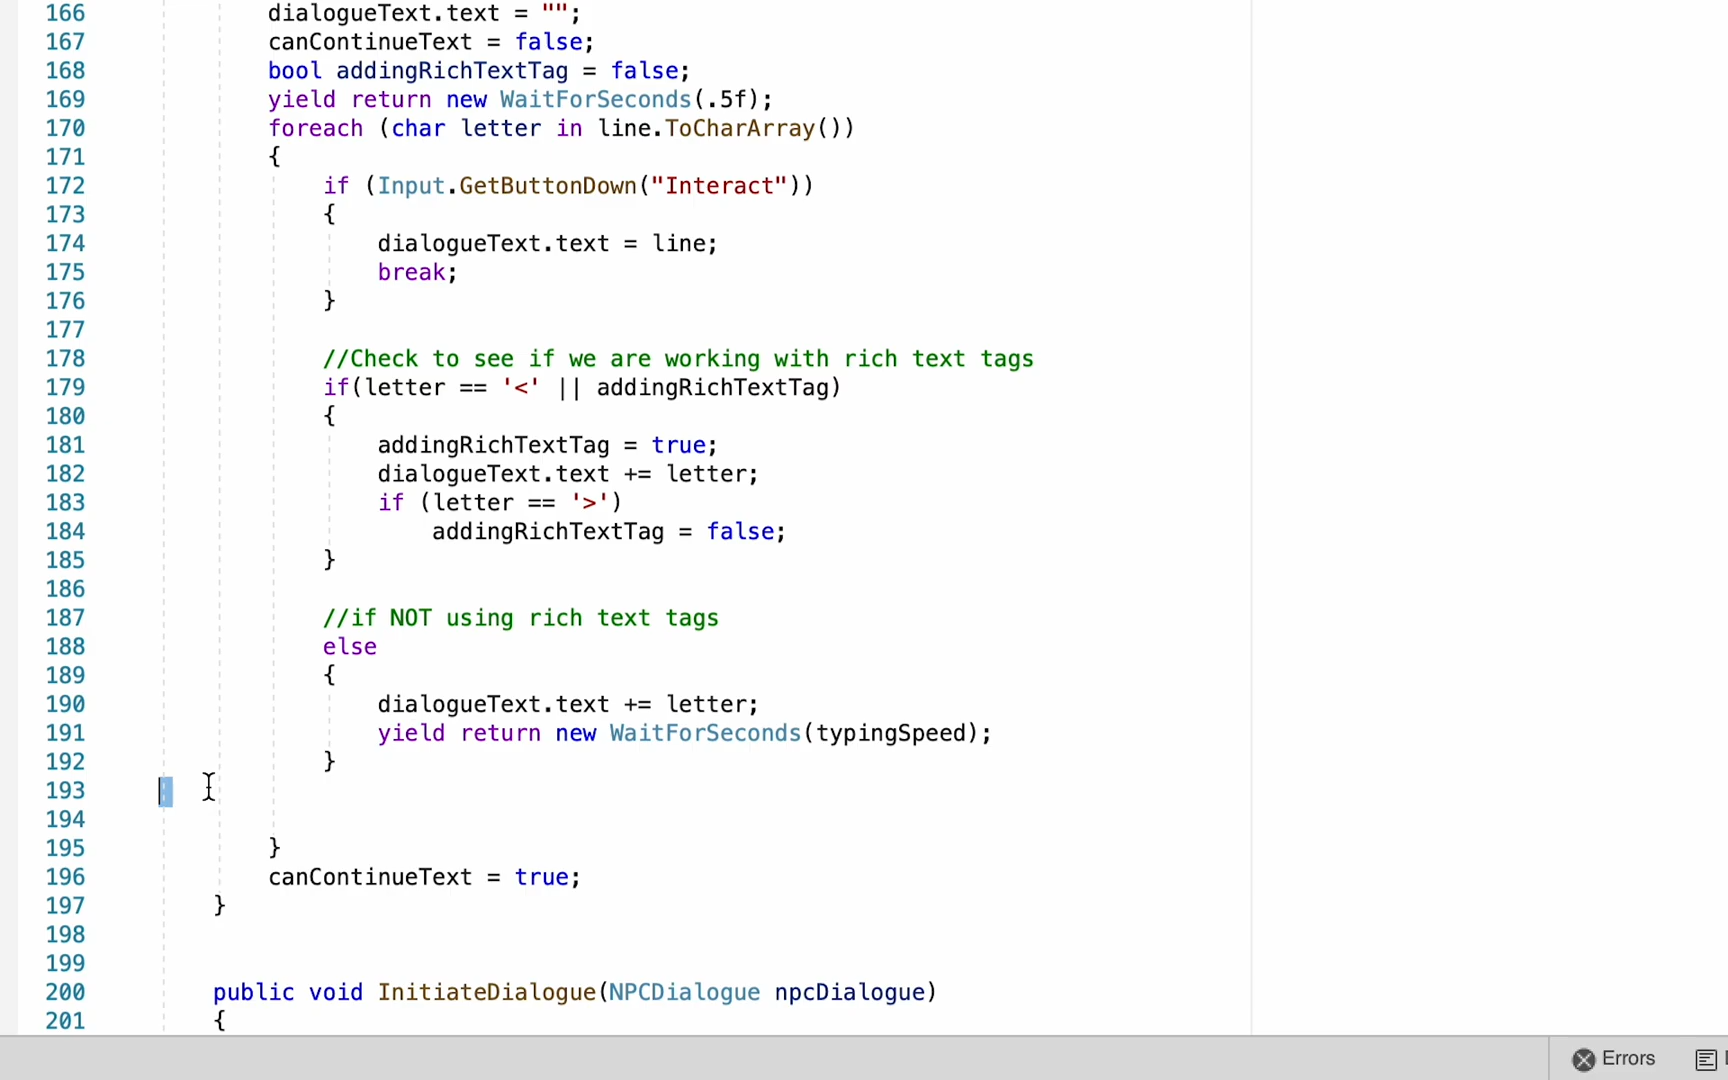 166 dialogueText.text = "";
167 canContinueText = false;
168 bool addingRichTextTag = false;
169 yield return new WaitForSeconds(.5f);
170 foreach (char letter in line.ToCharArray())
171 {
172 if (Input.GetButtonDown("Interact"))
173 {
174 dialogueText.text = line;
175 break;
176 }
177
178 //Check to see if we are working with rich text tags
179 if(letter == '<' || addingRichTextTag)
180 {
181 addingRichTextTag = true;
182 dialogueText.text += letter;
183 if (letter == '>')
184 addingRichTextTag = false;
185 }
186
187 //if NOT using rich text tags
188 else
189 {
190 dialogueText.text += letter;
191 yield return new WaitForSeconds(typingSpeed);
192 }
193
194
195 }
196 canContinueText = true;
197 }
198
199
200 public void InitiateDialogue(NPCDialogue npcDialogue)
201 {
Errors